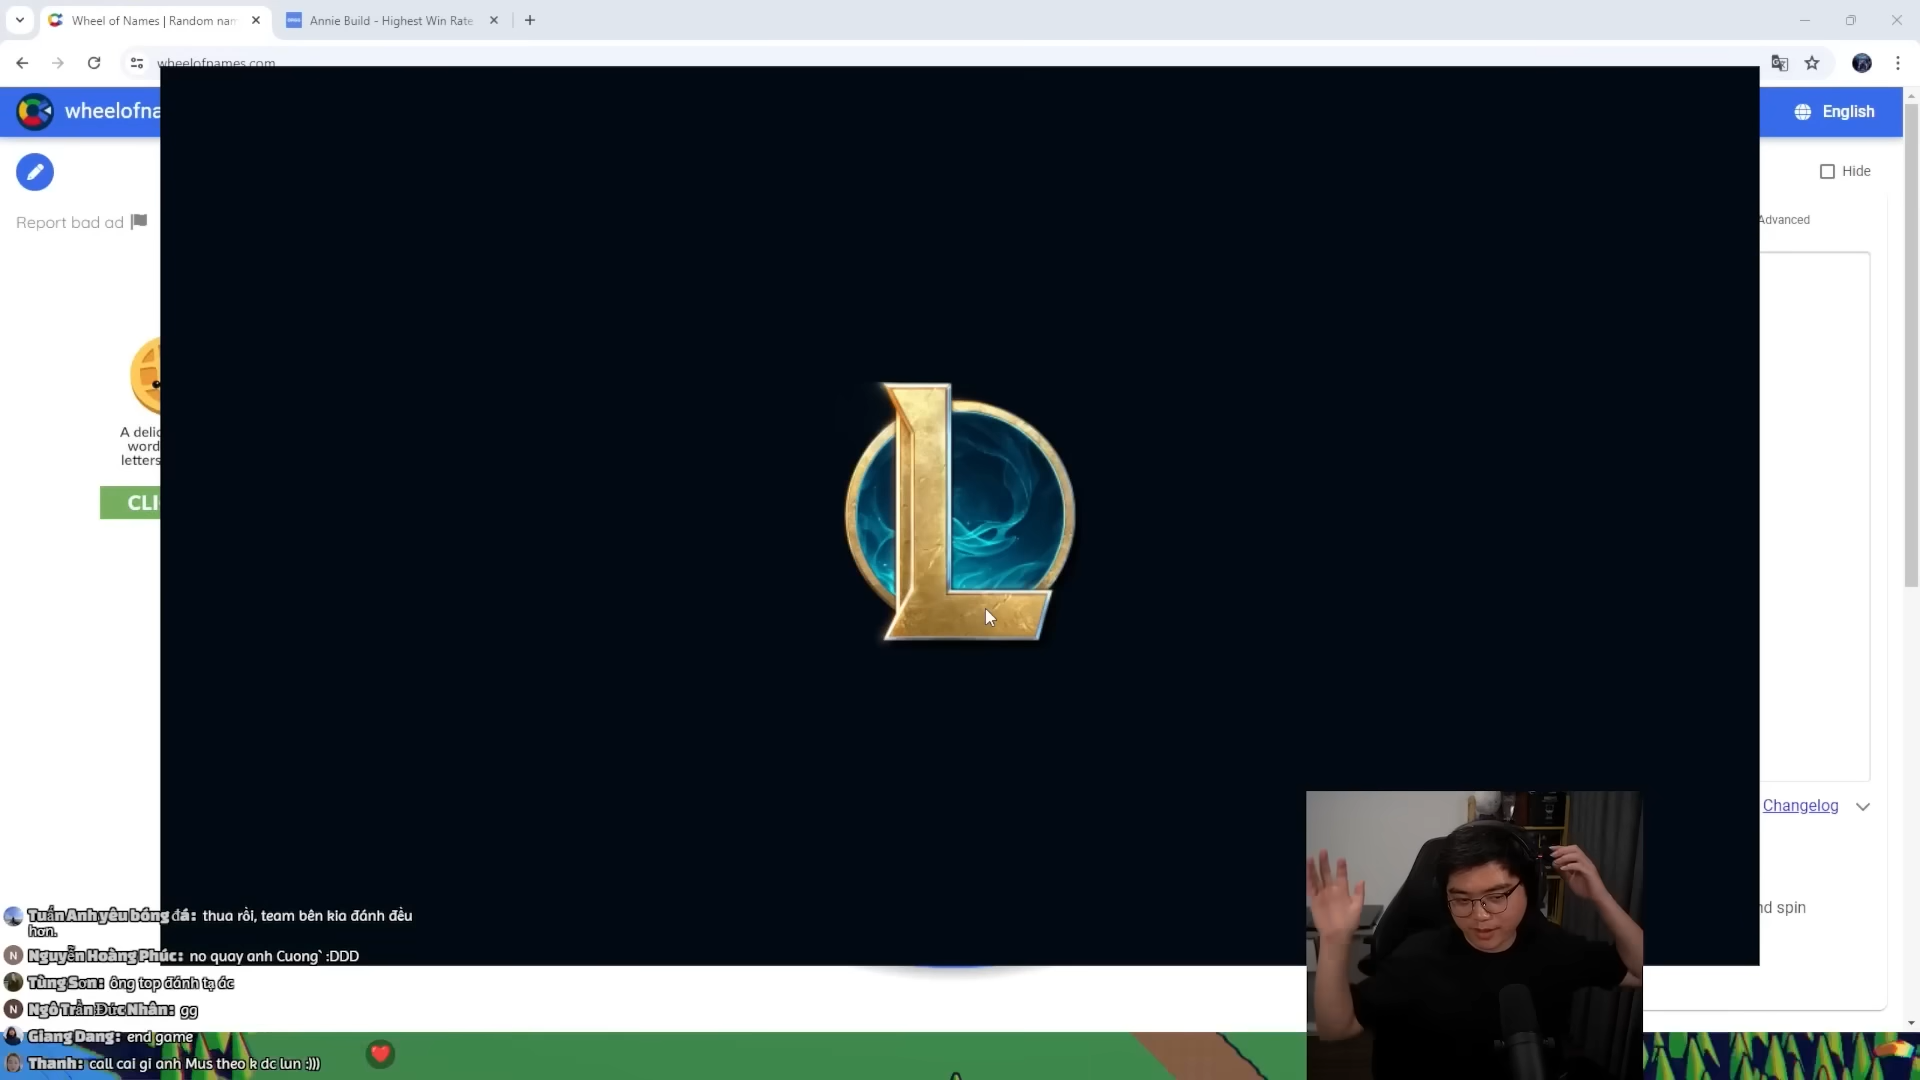 Wheel of Names | Random nam
Annie Build - Highest Win Rate
wheelofnames.com
wheelofna
English
Hide
Report bad ad
Advanced
A delic
word
letters
CLI
Changelog
nd spin
Tuấn Anh yêu bóng đá: thua rồi, team bên kia đánh đều
hơn.
Nguyễn Hoàng Phúc: no quay anh Cuong` :DDD
Tùng Sơn: ông top đánh tạ ác
Ngô Trần Đức Nhân: gg
Giang Dang: end game
Thanh: call cai gi anh Mus theo k dc lun :)))